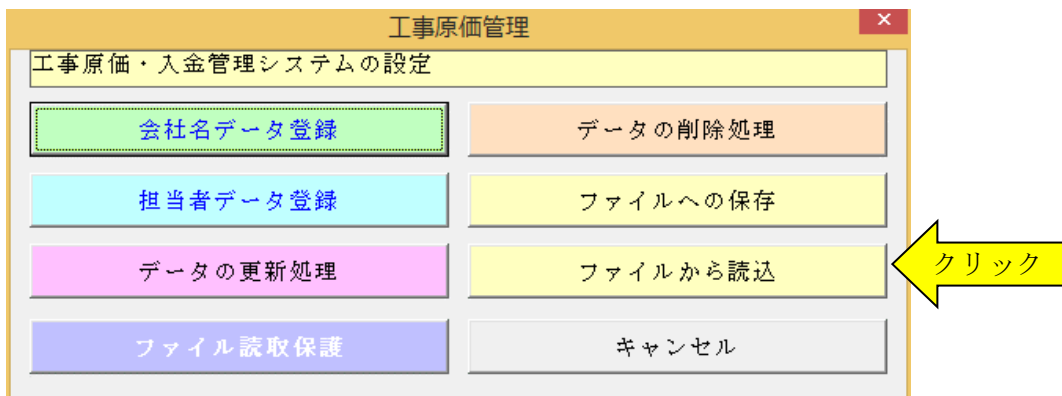 工事原価管理
×
工事原価・入金管理システムの設定
会社名データ登録
データの削除処理
担当者データ登録
ファイルへの保存
データの更新処理
ファイルから読込
クリック
ファイル読取保護
キャンセル